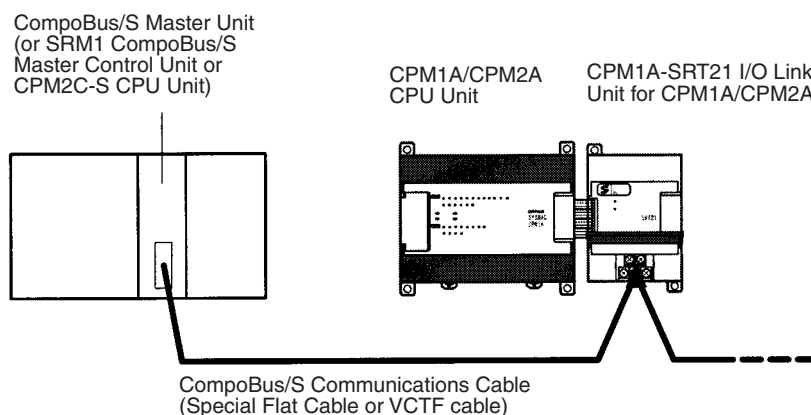 CompoBus/S Master Unit
(or SRM1 CompoBus/S
Master Control Unit or
CPM2C-S CPU Unit)
CPM1A/CPM2A
CPU Unit
CPM1A-SRT21 I/O Link
Unit for CPM1A/CPM2A
SRT21
CompoBus/S Communications Cable
(Special Flat Cable or VCTF cable)